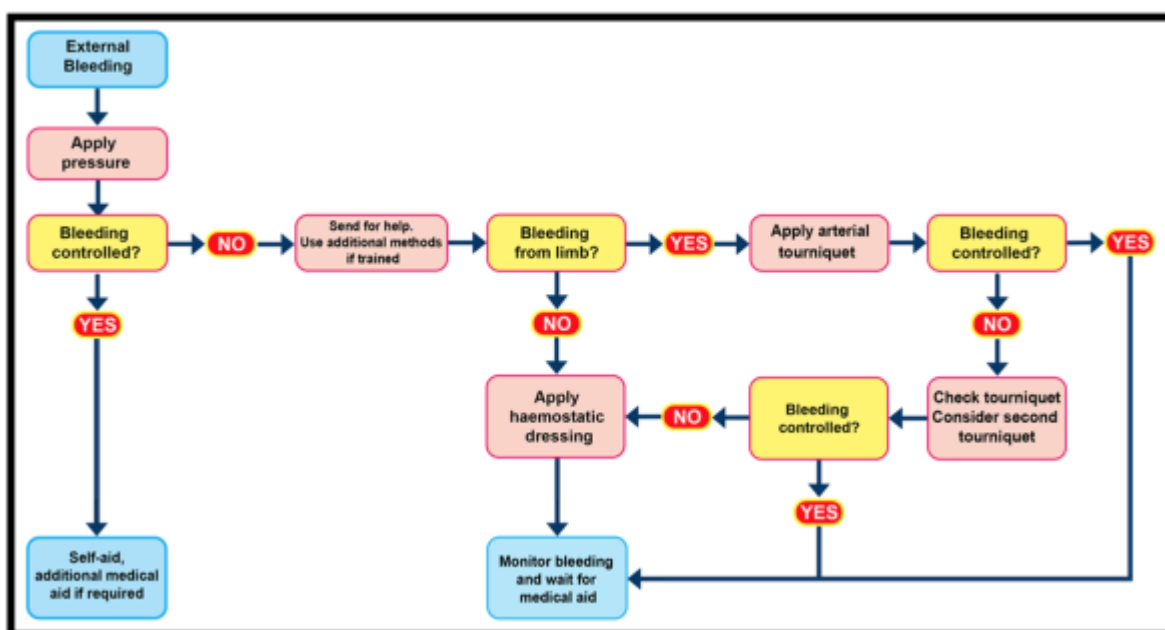 External
Bleeding
Apply
pressure
Bleeding
controlled?
NO
Send for help.
Use additional methods
if trained
Bleeding
from limb?
YES
Apply arterial
tourniquet
Bleeding
controlled?
YES
YES
NO
NO
Apply
haemostatic
dressing
NO
Bleeding
controlled?
Check tourniquet
Consider second
tourniquet
YES
Self-aid,
additional medical
aid if required
Monitor bleeding
and wait for
medical aid